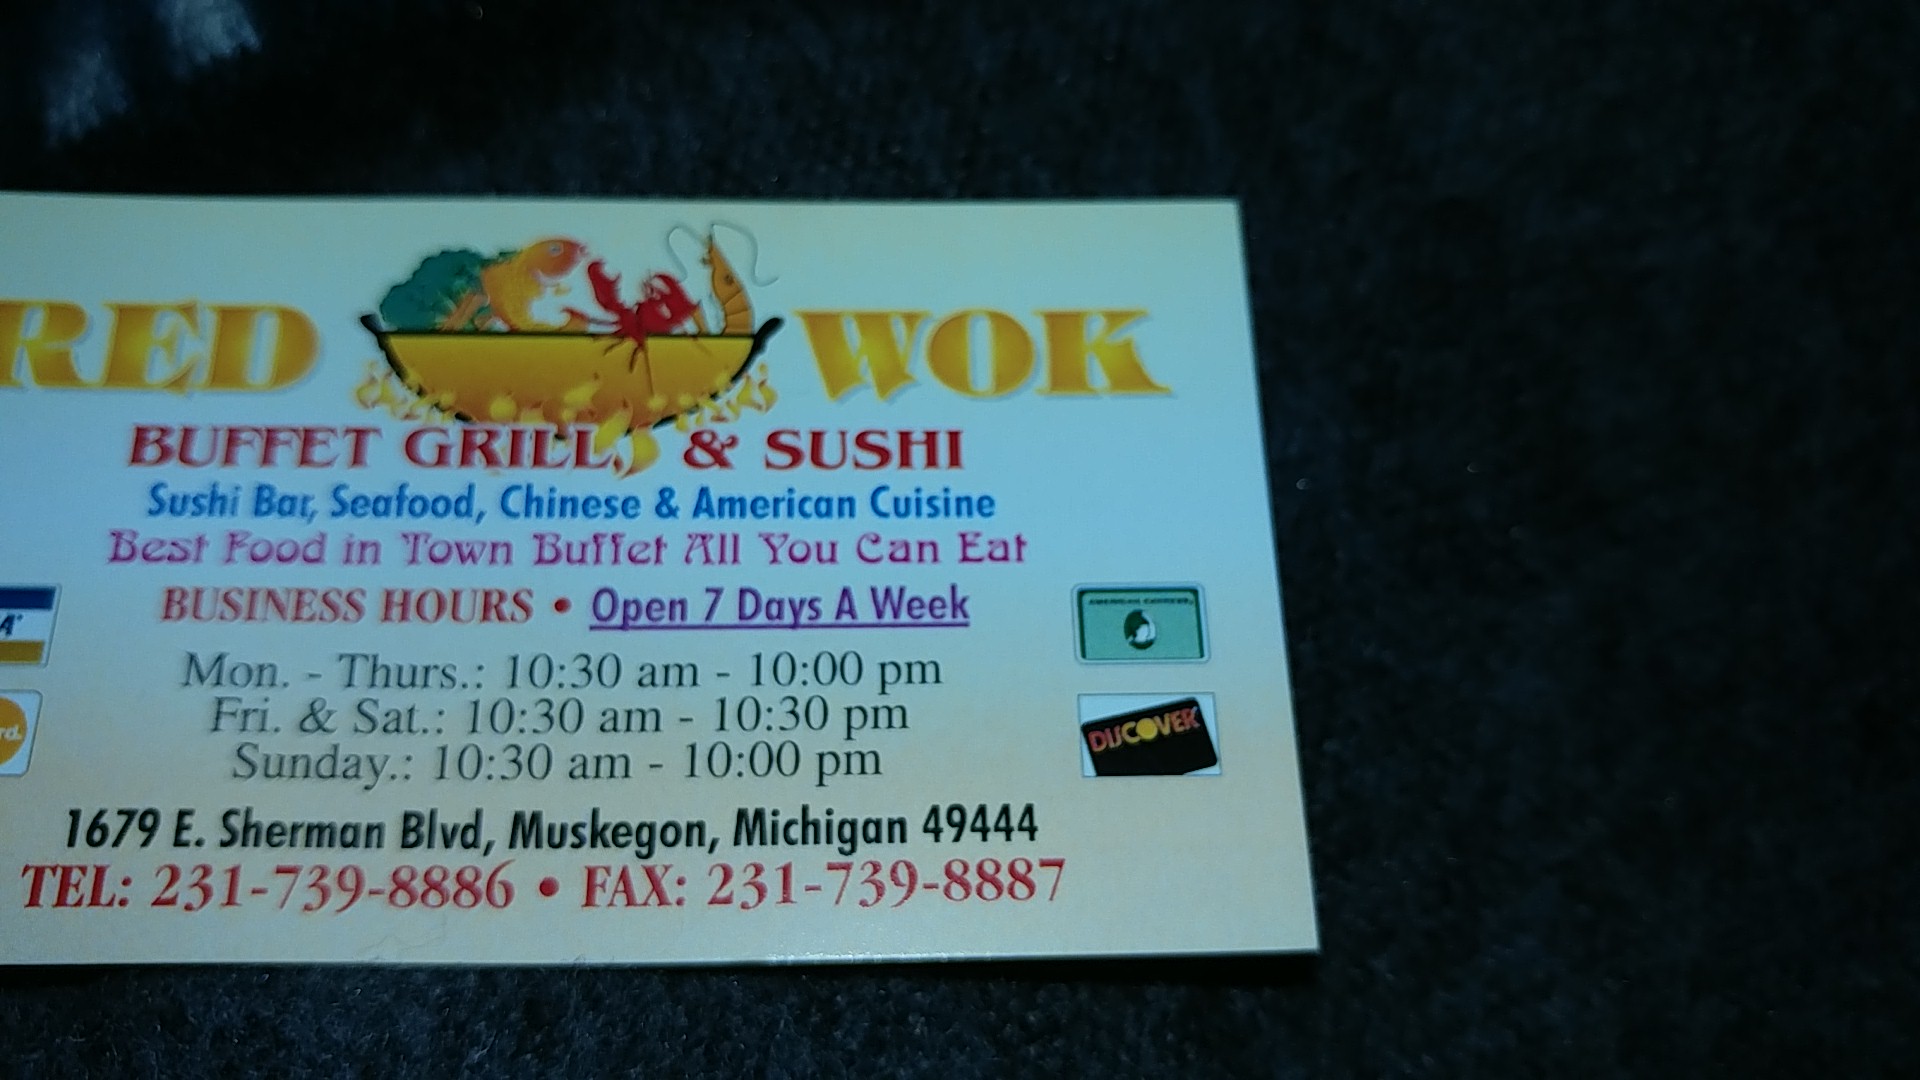 RED WOK
BUFFET GRILL, & SUSHI
Sushi Bar, Seafood, Chinese & American Cuisine
Best Food in Town Buffet All You Can Eat
BUSINESS HOURS • Open 7 Days A Week
A
rd.
AMERICAN EXPRESS
DISCOVER
Mon. - Thurs.: 10:30 am - 10:00 pm
Fri. & Sat.: 10:30 am - 10:30 pm
Sunday.: 10:30 am - 10:00 pm
1679 E. Sherman Blvd, Muskegon, Michigan 49444
TEL: 231-739-8886 • FAX: 231-739-8887